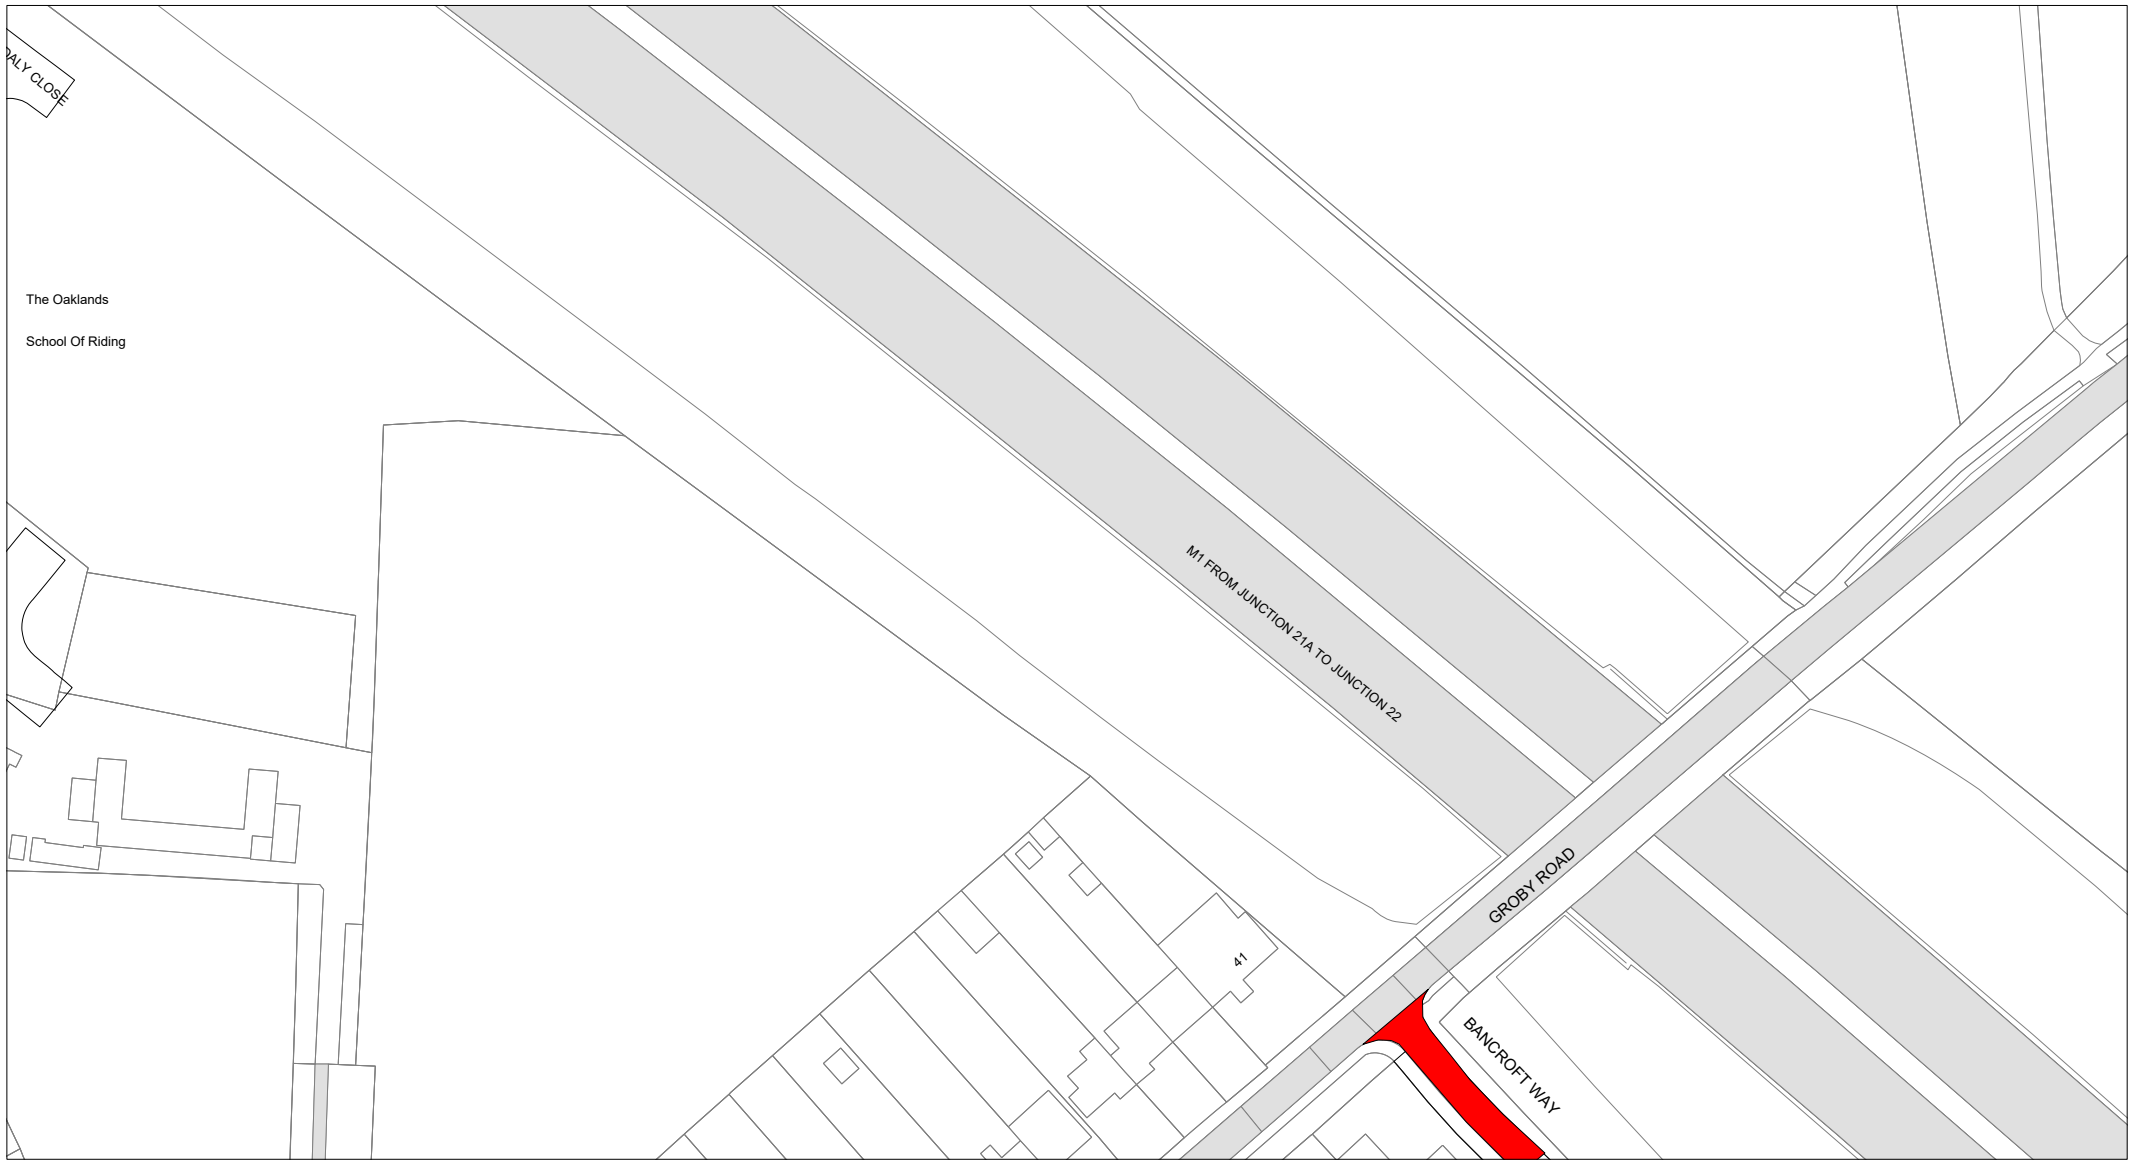 DALY CLOSE
The Oaklands
School Of Riding
M1 FROM JUNCTION 21A TO JUNCTION 22
GROBY ROAD
41
BANCROFT WAY